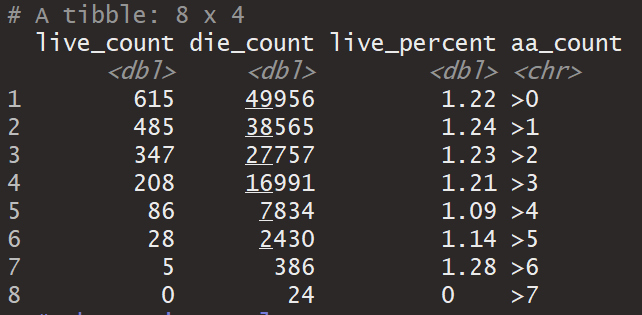 # A tibble: 8 x 4
live_count die_count live_percent aa_count
<dbl> <dbl> <dbl> <chr>
1 615 49956 1.22 >0
2 485 38565 1.24 >1
3 347 27757 1.23 >2
4 208 16991 1.21 >3
5 86 7834 1.09 >4
6 28 2430 1.14 >5
7 5 386 1.28 >6
8 0 24 0 >7